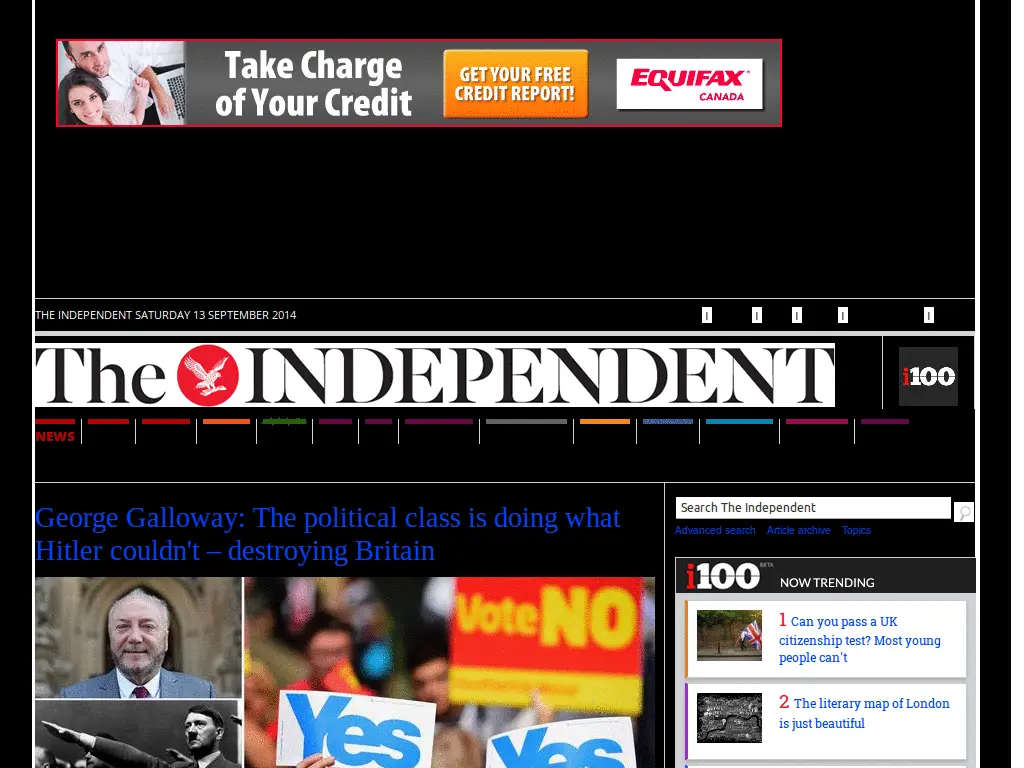 Take Charge
of Your Credit
GET YOUR FREE
CREDIT REPORT!
EQUIFAX
CANADA
THE INDEPENDENT SATURDAY 13 SEPTEMBER 2014
The INDEPENDENT
i100
NEWS
George Galloway: The political class is doing what
Hitler couldn't – destroying Britain
Vote NO
Yes
Yes
Search The Independent
Advanced search Article archive Topics
i100 BETA NOW TRENDING
1 Can you pass a UK
citizenship test? Most young
people can't
2 The literary map of London
is just beautiful